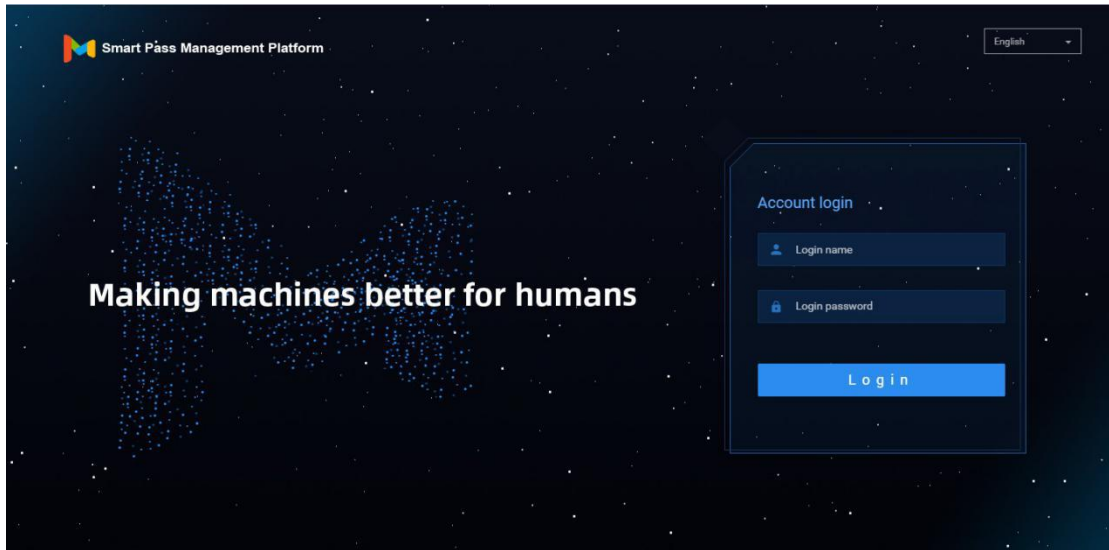 Smart Pass Management Platform
English
Account login
Login name
Making machines better for humans
Login password
Login